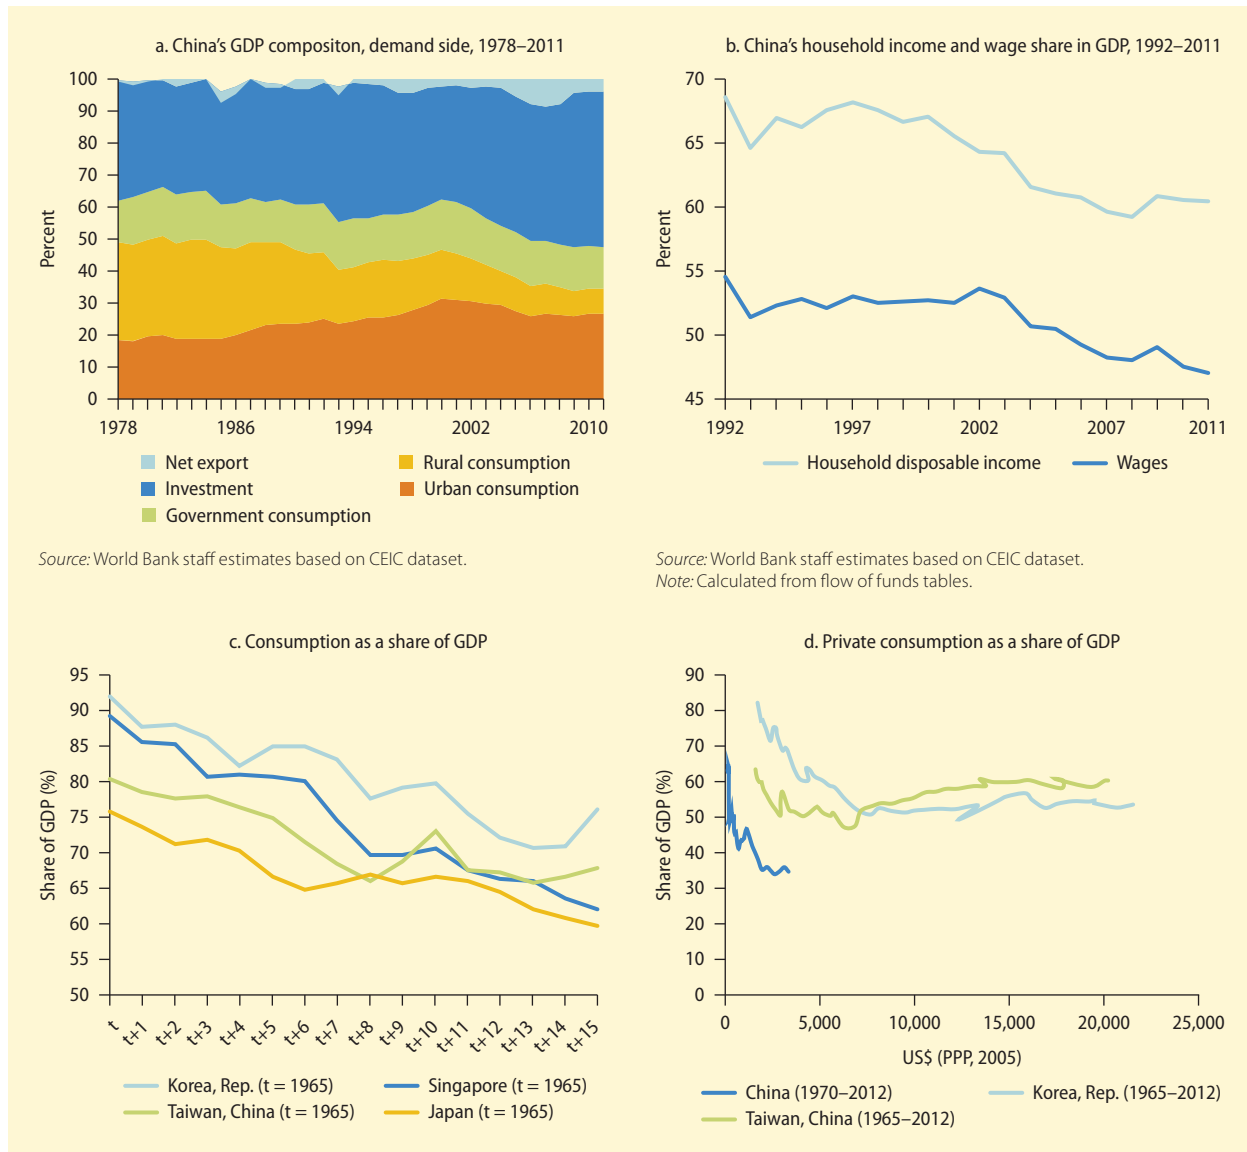 a. China's GDP compositon, demand side, 1978–2011
Percent
100
90
80
70
60
50
40
30
20
10
0
1978
1986
1994
2002
2010
Net export
Investment
Government consumption
Rural consumption
Urban consumption
Source: World Bank staff estimates based on CEIC dataset.
b. China's household income and wage share in GDP, 1992–2011
Percent
70
65
60
55
50
45
1992
1997
2002
2007
2011
Household disposable income
Wages
Source: World Bank staff estimates based on CEIC dataset.
Note: Calculated from flow of funds tables.
c. Consumption as a share of GDP
Share of GDP (%)
95
90
85
80
75
70
65
60
55
50
t
t+1
t+2
t+3
t+4
t+5
t+6
t+7
t+8
t+9
t+10
t+11
t+12
t+13
t+14
t+15
Korea, Rep. (t = 1965)
Singapore (t = 1965)
Taiwan, China (t = 1965)
Japan (t = 1965)
d. Private consumption as a share of GDP
Share of GDP (%)
90
80
70
60
50
40
30
20
10
0
0
5,000
10,000
15,000
20,000
25,000
US$ (PPP, 2005)
China (1970–2012)
Korea, Rep. (1965–2012)
Taiwan, China (1965–2012)